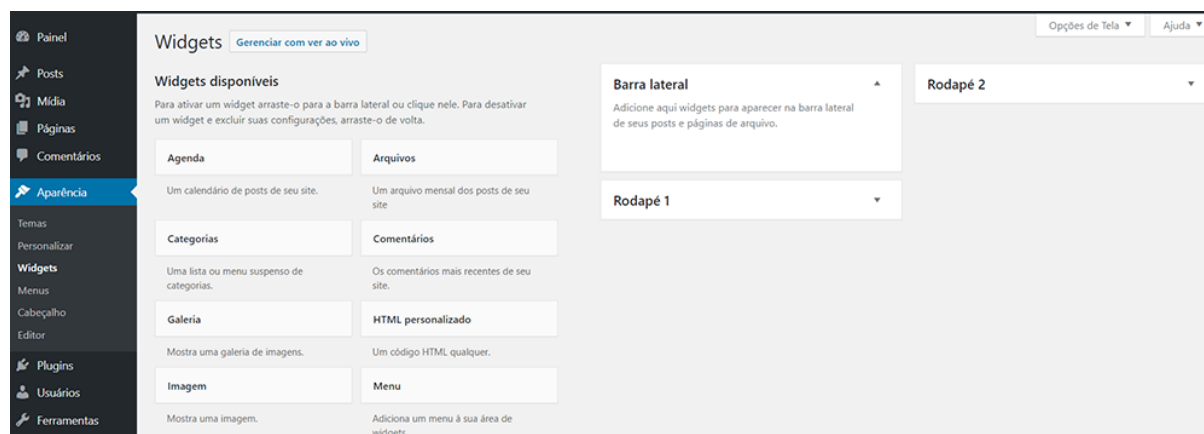 Opções de Tela
Ajuda
Painel
Posts
Mídia
Páginas
Comentários
Aparência
Temas
Personalizar
Widgets
Menus
Cabeçalho
Editor
Plugins
Usuários
Ferramentas
Widgets
Gerenciar com ver ao vivo
Widgets disponíveis
Para ativar um widget arraste-o para a barra lateral ou clique nele. Para desativar
um widget e excluir suas configurações, arraste-o de volta.
Agenda
Um calendário de posts de seu site.
Arquivos
Um arquivo mensal dos posts de seu
site
Categorias
Uma lista ou menu suspenso de
categorias.
Comentários
Os comentários mais recentes de seu
site.
Galeria
Mostra uma galeria de imagens.
HTML personalizado
Um código HTML qualquer.
Imagem
Mostra uma imagem.
Menu
Adiciona um menu à sua área de
widgets
Barra lateral
Adicione aqui widgets para aparecer na barra lateral
de seus posts e páginas de arquivo.
Rodapé 1
Rodapé 2